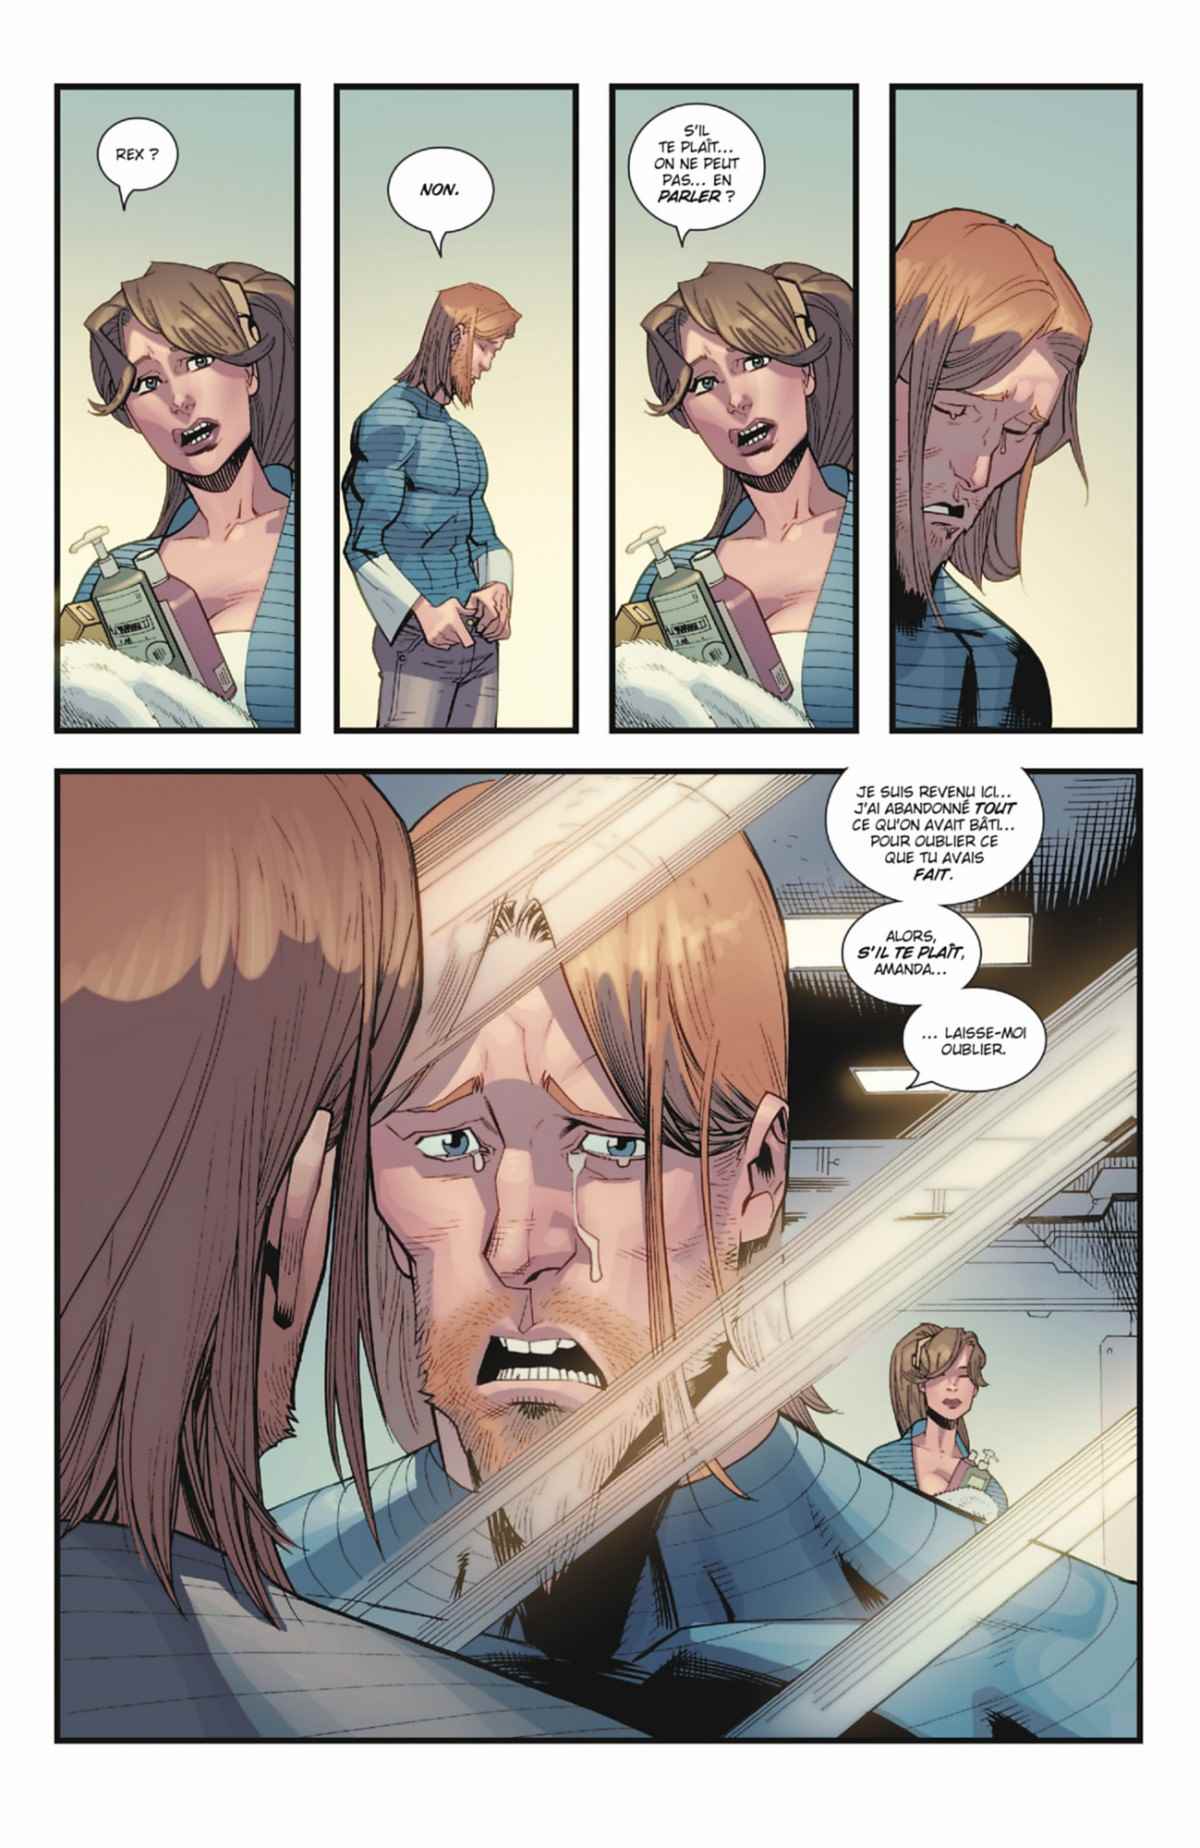 REX ?
NON.
S'IL
TE PLAÎT...
ON NE PEUT
PAS... EN
PARLER ?
JE SUIS REVENU ICI...
J'AI ABANDONNÉ TOUT
CE QU'ON AVAIT BÂTI...
POUR OUBLIER CE
QUE TU AVAIS
FAIT.
ALORS,
S'IL TE PLAÎT,
AMANDA...
... LAISSE-MOI
OUBLIER.